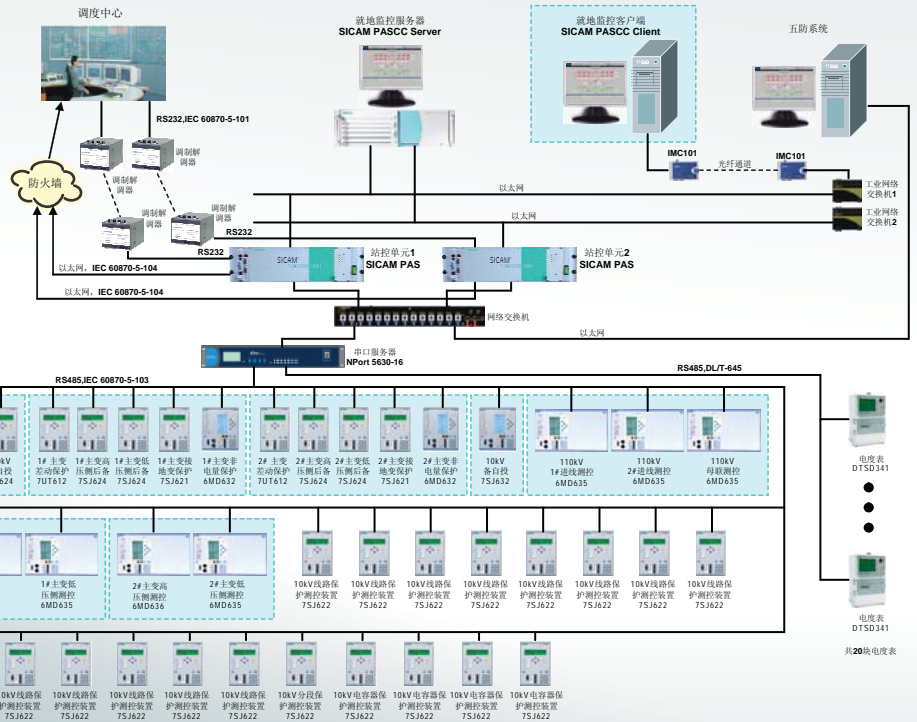 调度中心
就地监控服务器
SICAM PASCC Server
就地监控客户端
SICAM PASCC Client
五防系统
RS232,IEC 60870-5-101
调制解
调器
调制解
调器
IMC101
光纤通道
IMC101
防火墙
以太网
工业网络
交换机1
调制解
调器
调制解
调器
以太网
工业网络
交换机2
RS232
RS232
SICAM
站控单元1
SICAM PAS
SICAM
站控单元2
SICAM PAS
以太网，IEC 60870-5-104
以太网，IEC 60870-5-104
网络交换机
以太网
串口服务器
NPort 5630-16
RS485,IEC 60870-5-103
RS485,DL/T-645
kV
自投
624
1#主变
差动保护
7UT612
1#主变高
压侧后备
7SJ624
1#主变低
压侧后备
7SJ624
1#主变接
地变保护
7SJ621
1#主变非
电量保护
6MD632
2#主变
差动保护
7UT612
2#主变高
压侧后备
7SJ624
2#主变低
压侧后备
7SJ624
2#主变接
地变保护
7SJ621
2#主变非
电量保护
6MD632
10kV
备自投
7SJ632
110kV
1#进线测控
6MD635
110kV
2#进线测控
6MD635
110kV
母联测控
6MD635
电度表
DTSD341
1#主变低
压侧测控
6MD635
2#主变高
压侧测控
6MD636
2#主变低
压侧测控
6MD635
10kV线路保
护测控装置
7SJ622
10kV线路保
护测控装置
7SJ622
10kV线路保
护测控装置
7SJ622
10kV线路保
护测控装置
7SJ622
10kV线路保
护测控装置
7SJ622
10kV线路保
护测控装置
7SJ622
10kV线路保
护测控装置
7SJ622
10kV线路保
护测控装置
7SJ622
电度表
DTSD341
共20块电度表
10kV线路保
护测控装置
7SJ622
10kV线路保
护测控装置
7SJ622
10kV线路保
护测控装置
7SJ622
10kV线路保
护测控装置
7SJ622
10kV线路保
护测控装置
7SJ622
10kV分段保
护测控装置
7SJ622
10kV电容器保
护测控装置
7SJ622
10kV电容器保
护测控装置
7SJ622
10kV电容器保
护测控装置
7SJ622
10kV电容器保
护测控装置
7SJ622